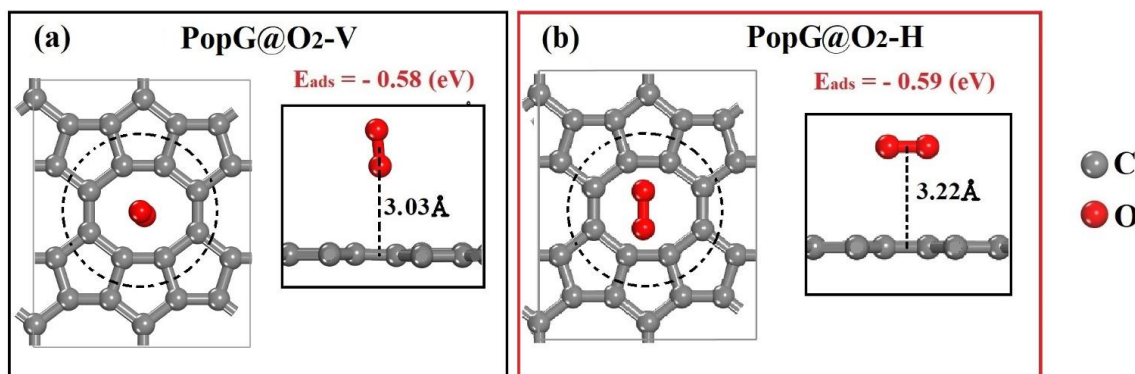 (a) PopG@O2-V
Eads = - 0.58 (eV)
3.03Å
(b) PopG@O2-H
Eads = - 0.59 (eV)
3.22Å
C
O